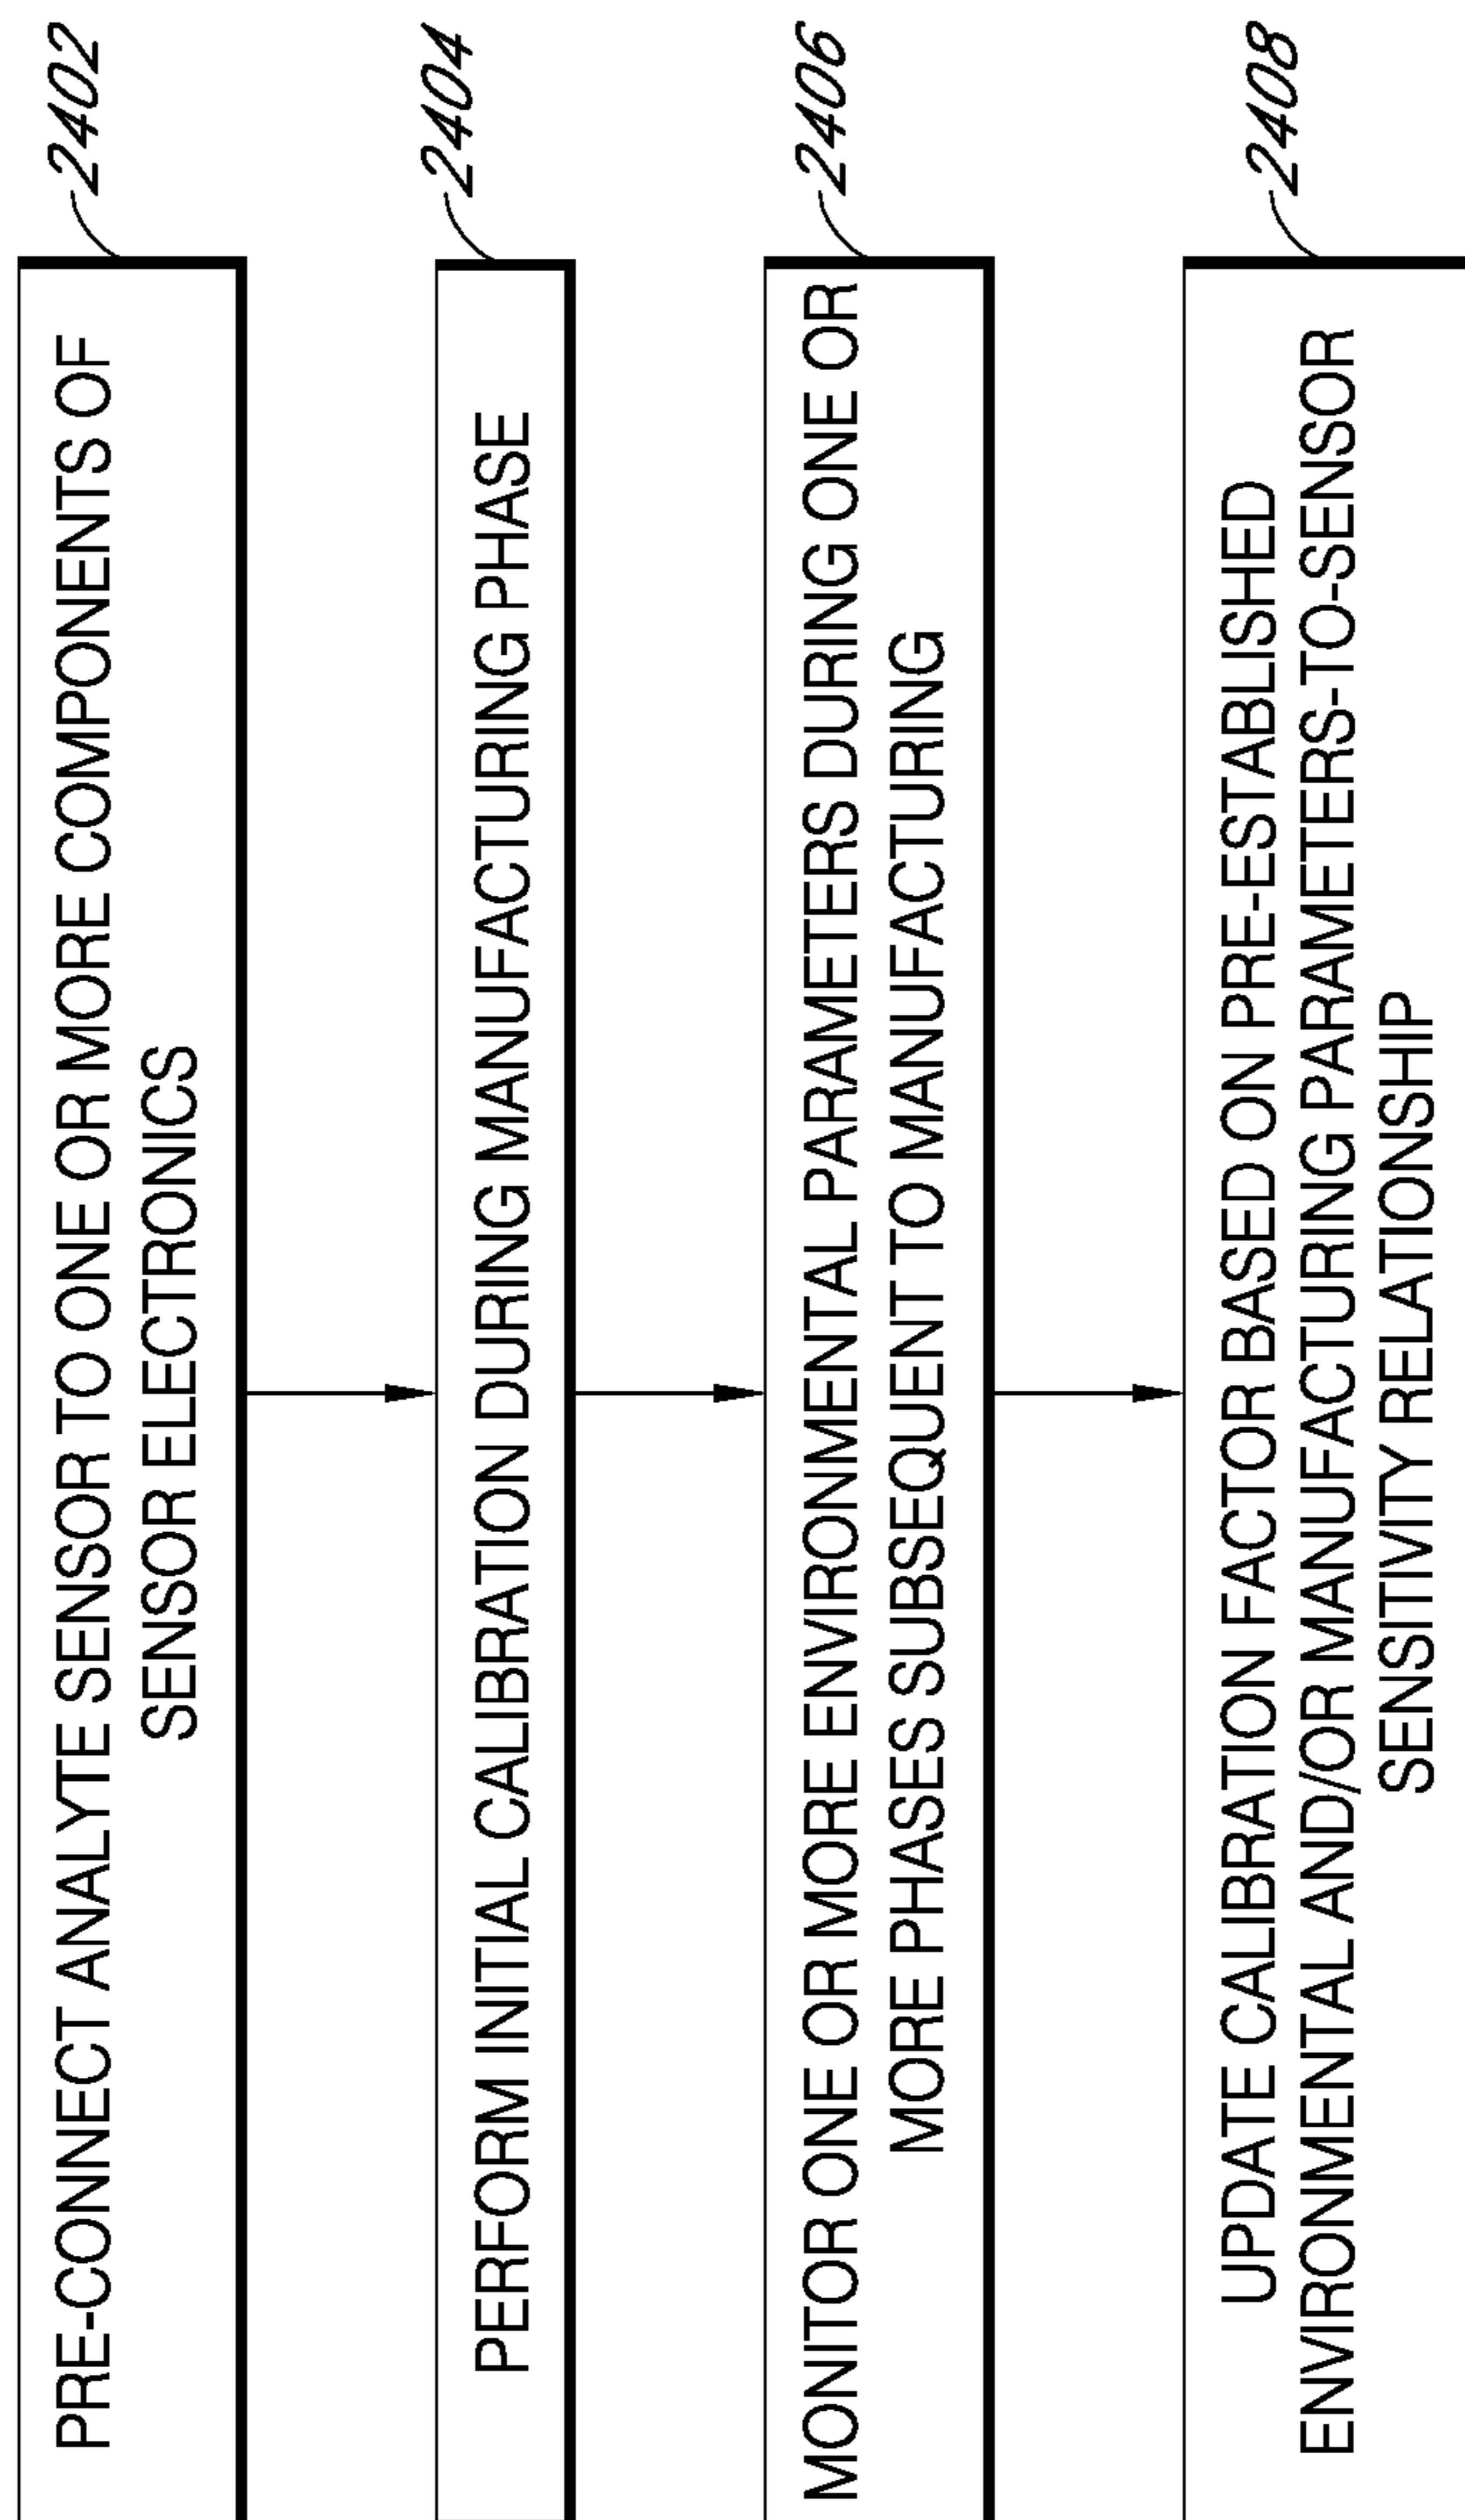 2402
PRE-CONNECT ANALYTE SENSOR TO ONE OR MORE COMPONENTS OF
SENSOR ELECTRONICS
2404
PERFORM INITIAL CALIBRATION DURING MANUFACTURING PHASE
2406
MONITOR ONE OR MORE ENVIRONMENTAL PARAMETERS DURING ONE OR
MORE PHASES SUBSEQUENT TO MANUFACTURING
2408
UPDATE CALIBRATION FACTOR BASED ON PRE-ESTABLISHED
ENVIRONMENTAL AND/OR MANUFACTURING PARAMETERS-TO-SENSOR
SENSITIVITY RELATIONSHIP